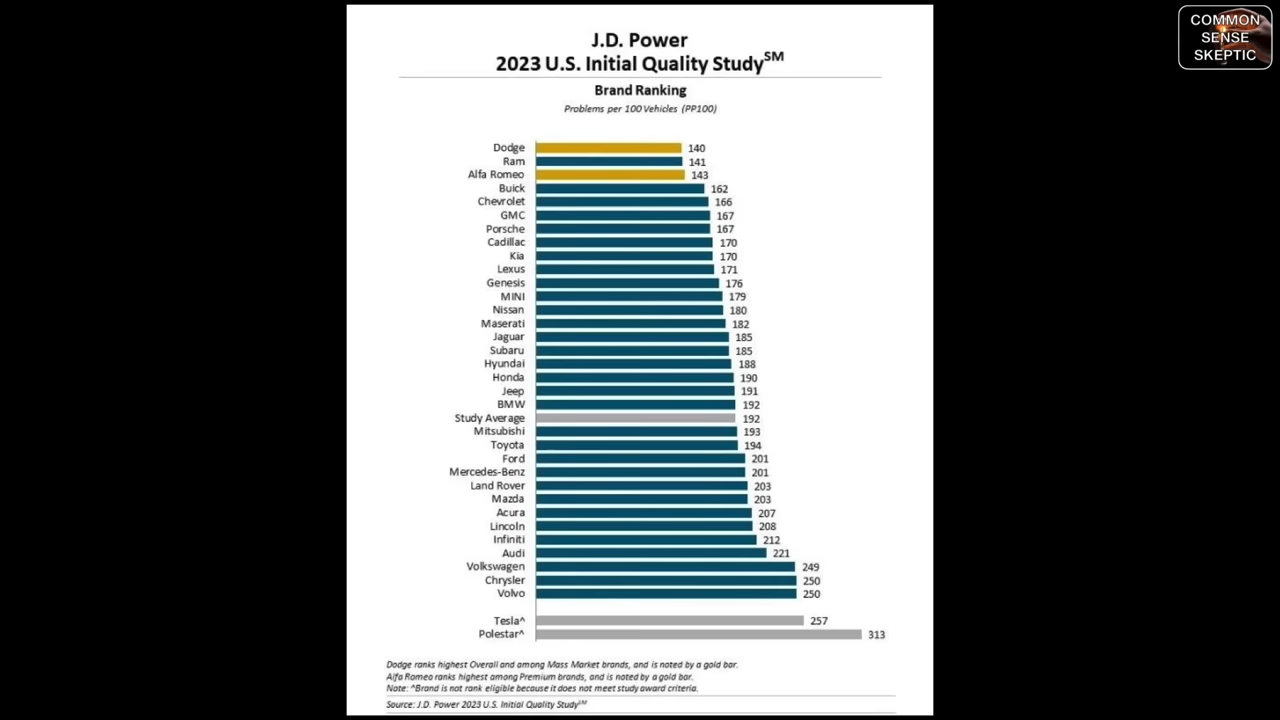 COMMON
SENSE
SKEPTIC
J.D. Power
2023 U.S. Initial Quality StudySM
Brand Ranking
Problems per 100 Vehicles (PP100)
Dodge 140
Ram 141
Alfa Romeo 143
Buick 162
Chevrolet 166
GMC 167
Porsche 167
Cadillac 170
Kia 170
Lexus 171
Genesis 176
MINI 179
Nissan 180
Maserati 182
Jaguar 185
Subaru 185
Hyundai 188
Honda 190
Jeep 191
BMW 192
Study Average 192
Mitsubishi 193
Toyota 194
Ford 201
Mercedes-Benz 201
Land Rover 203
Mazda 203
Acura 207
Lincoln 208
Infiniti 212
Audi 221
Volkswagen 249
Chrysler 250
Volvo 250
Tesla^ 257
Polestar^ 313
Dodge ranks highest Overall and among Mass Market brands, and is noted by a gold bar.
Alfa Romeo ranks highest among Premium brands, and is noted by a gold bar.
Note: ^Brand is not rank eligible because it does not meet study award criteria.
Source: J.D. Power 2023 U.S. Initial Quality StudySM